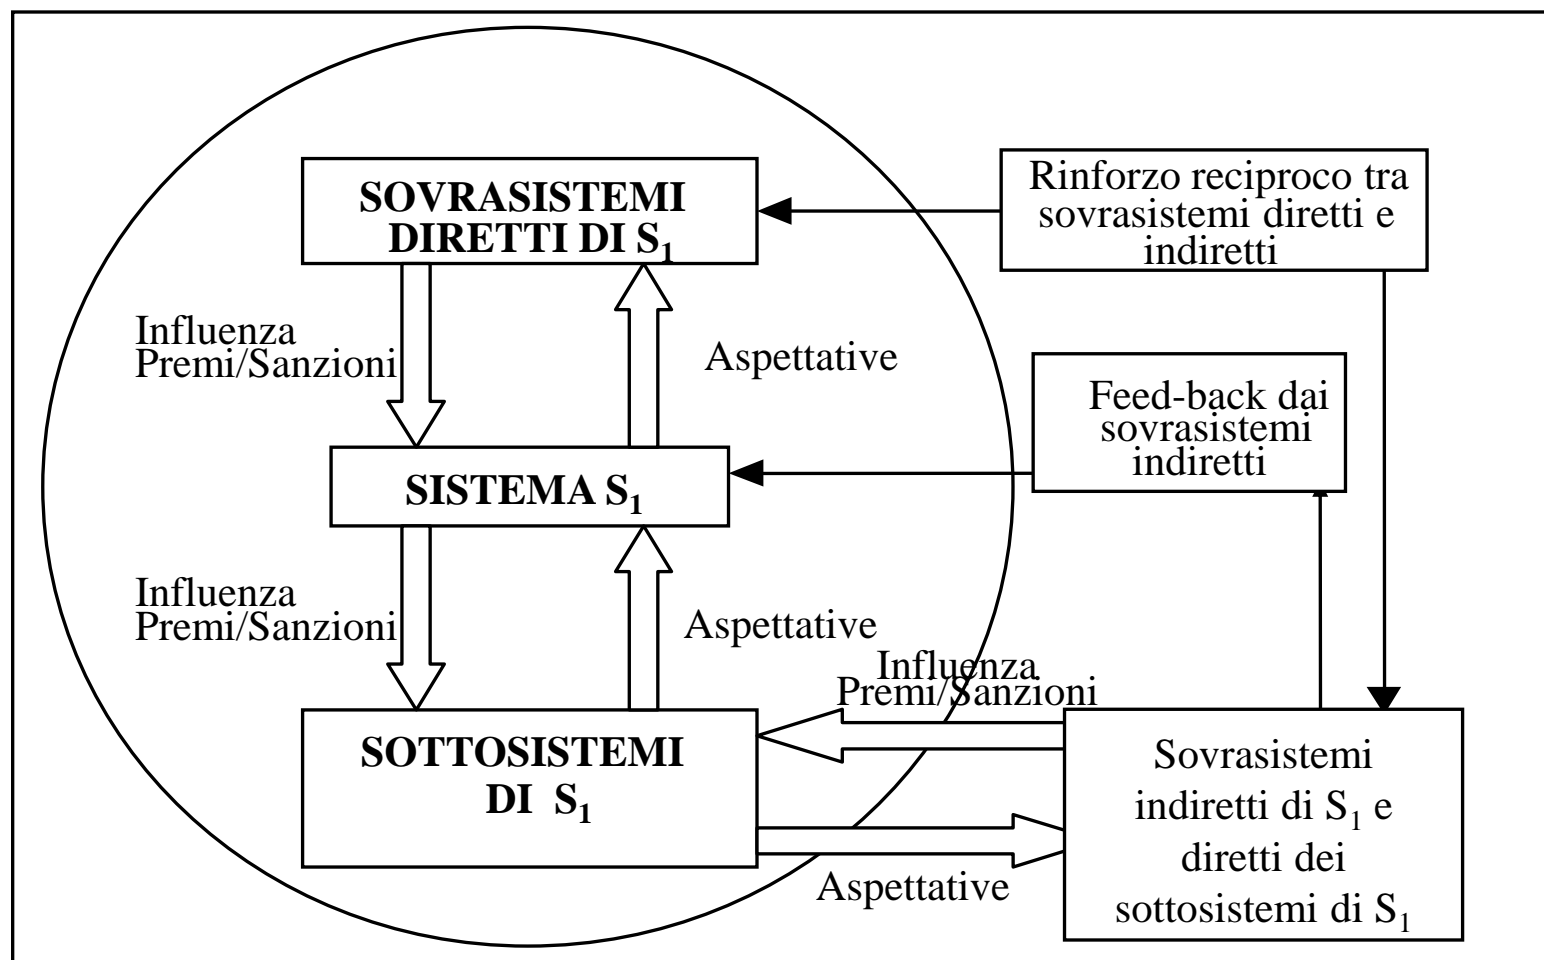 SOVRASISTEMI
DIRETTI DI S1
Rinforzo reciproco tra
sovrasistemi diretti e
indiretti
Influenza
Premi/Sanzioni
Aspettative
Feed-back dai
sovrasistemi
indiretti
SISTEMA S1
Influenza
Premi/Sanzioni
Aspettative
Influenza
Premi/Sanzioni
SOTTOSISTEMI
DI S1
Sovrasistemi
indiretti di S1 e
diretti dei
sottosistemi di S1
Aspettative